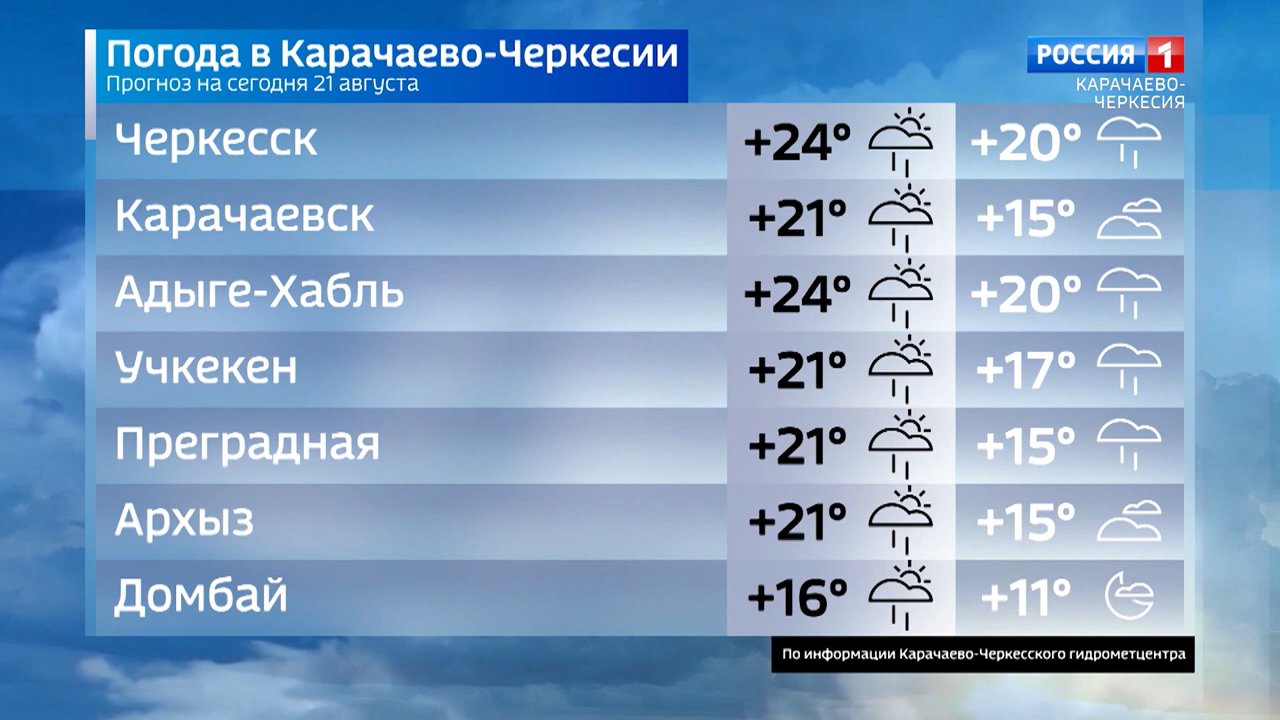 Погода в Карачаево-Черкесии
Прогноз на сегодня 21 августа
РОССИЯ 1
КАРАЧАЕВО-
ЧЕРКЕСИЯ
Черкесск +24° +20°
Карачаевск +21° +15°
Адыге-Хабль +24° +20°
Учкекен +21° +17°
Преградная +21° +15°
Архыз +21° +15°
Домбай +16° +11°
По информации Карачаево-Черкесского гидрометцентра